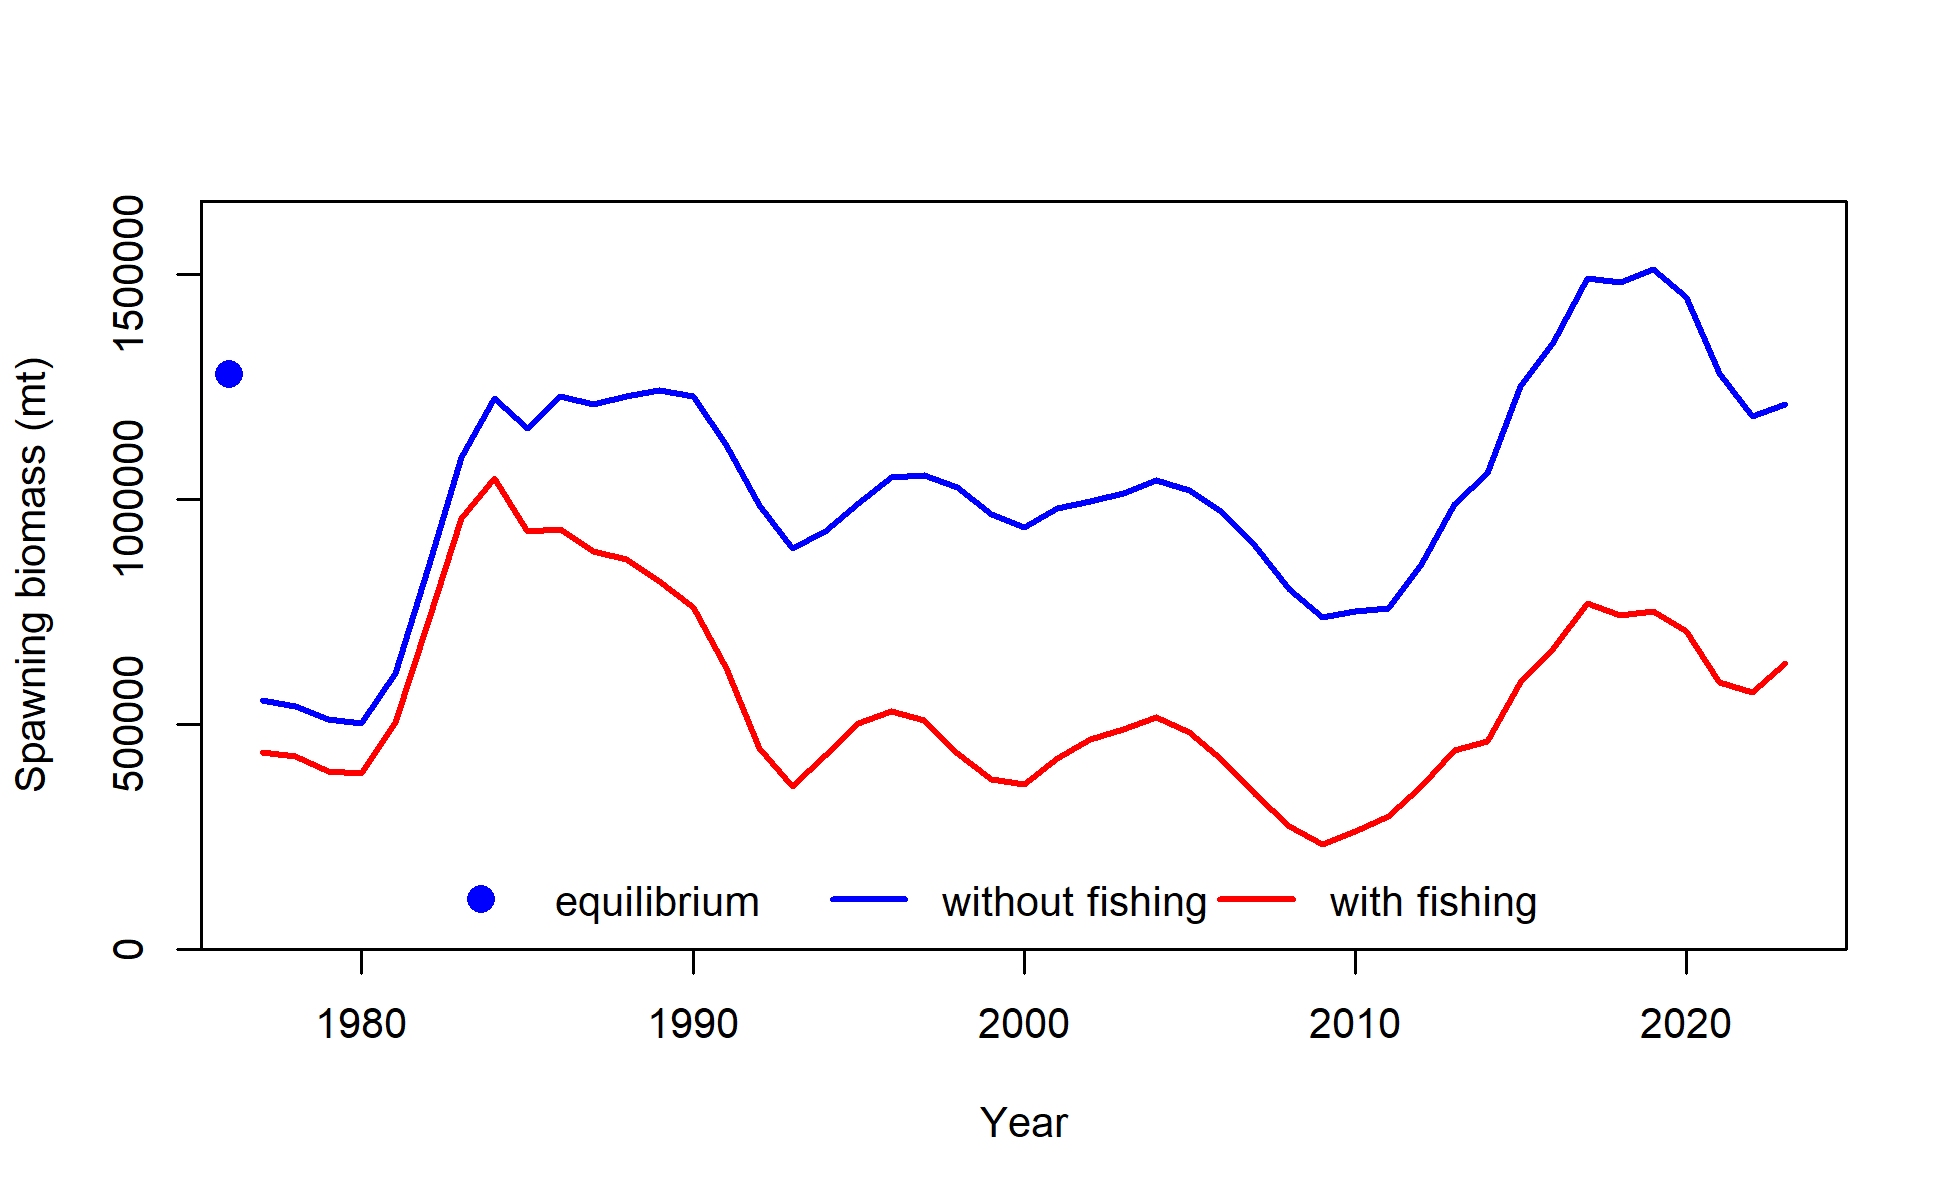 Spawning biomass (mt)
1500000
1000000
500000
0
equilibrium without fishing with fishing
1980 1990 2000 2010 2020
Year